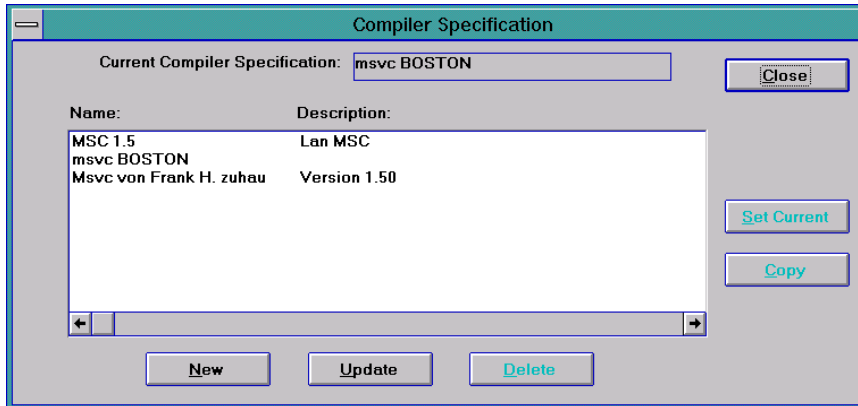 Compiler Specification
Current Compiler Specification: msvc BOSTON
Close
Name: Description:
MSC 1.5 Lan MSC
msvc BOSTON
Msvc von Frank H. zuhau Version 1.50
Set Current
Copy
New Update Delete